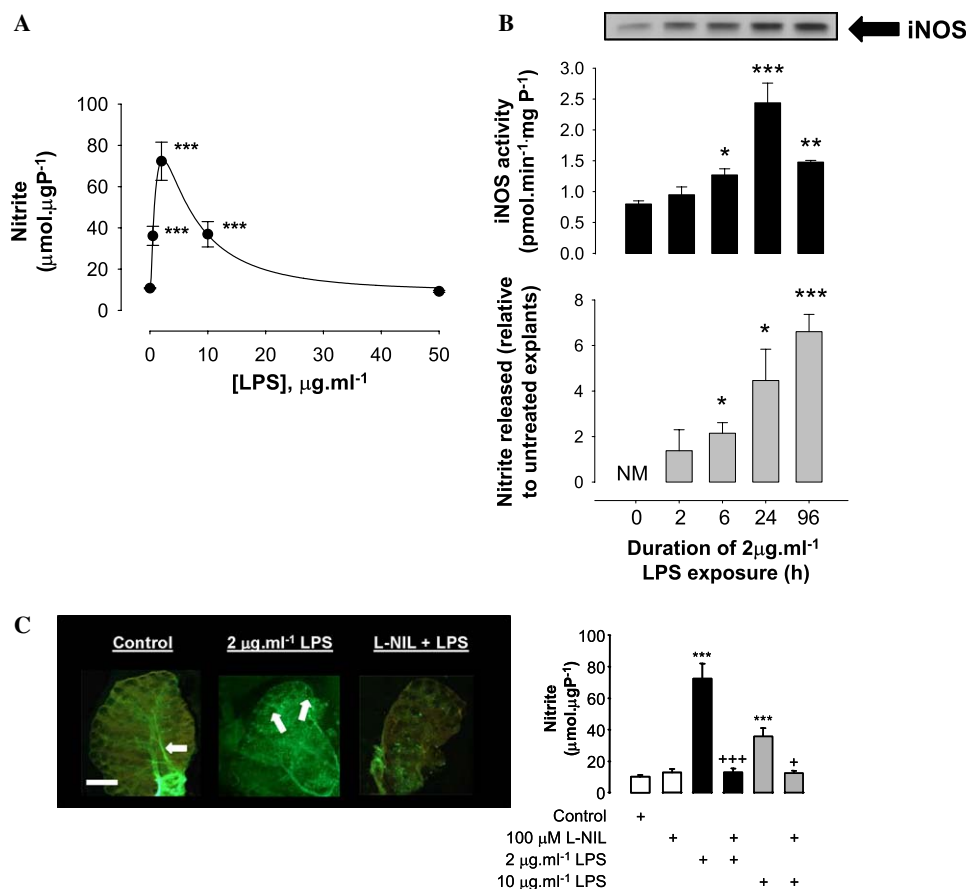 A
Nitrite
(μmol.μgP-1)
100
80
60
40
20
0
***
***
***
0 10 20 30 40 50
[LPS], μg.ml-1
B
iNOS
iNOS activity
(pmol.min-1.mg P-1)
3.0
2.5
2.0
1.5
1.0
0.5
0.0
*
***
**
Nitrite released (relative
to untreated explants)
8
6
4
2
0
NM
*
*
***
0 2 6 24 96
Duration of 2μg.ml-1
LPS exposure (h)
C
Control 2 μg.ml-1 LPS L-NIL + LPS
Nitrite
(μmol.μgP-1)
100
80
60
40
20
0
***
+++
***
+
Control +
100 μM L-NIL + + +
2 μg.ml-1 LPS + +
10 μg.ml-1 LPS + +